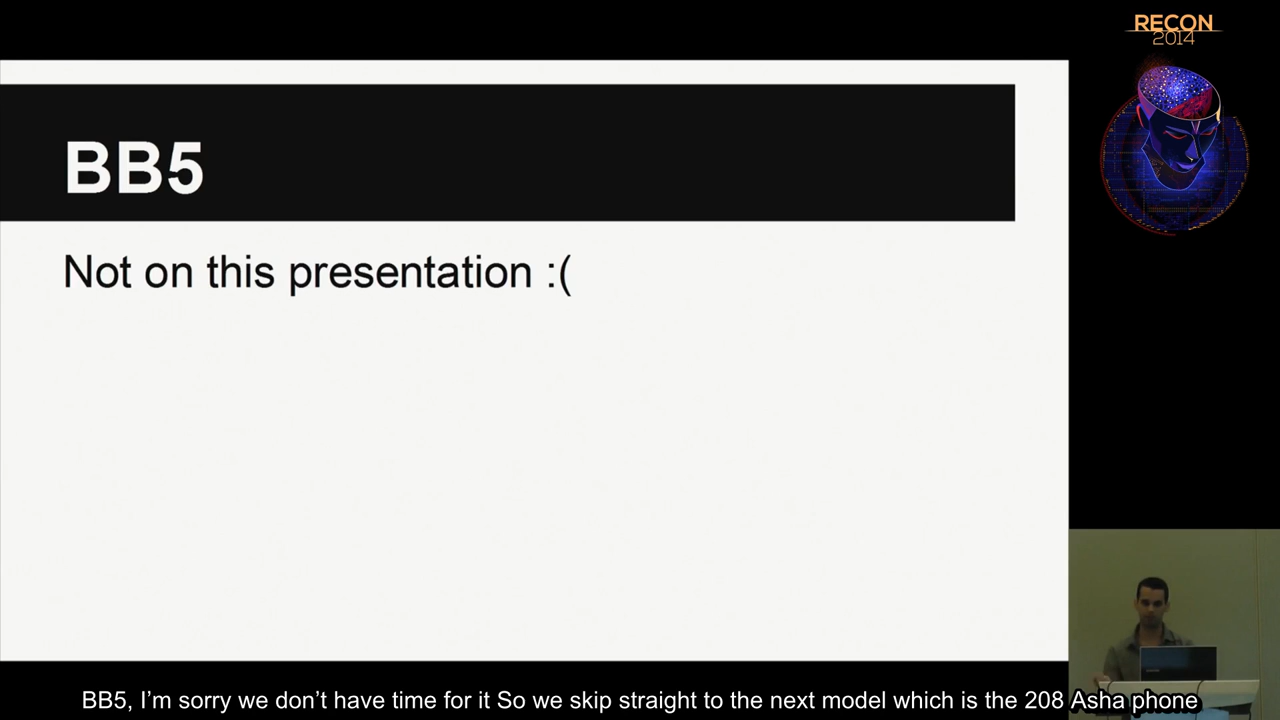 RECON
2014
BB5
Not on this presentation :(
BB5, I’m sorry we don’t have time for it So we skip straight to the next model which is the 208 Asha phone